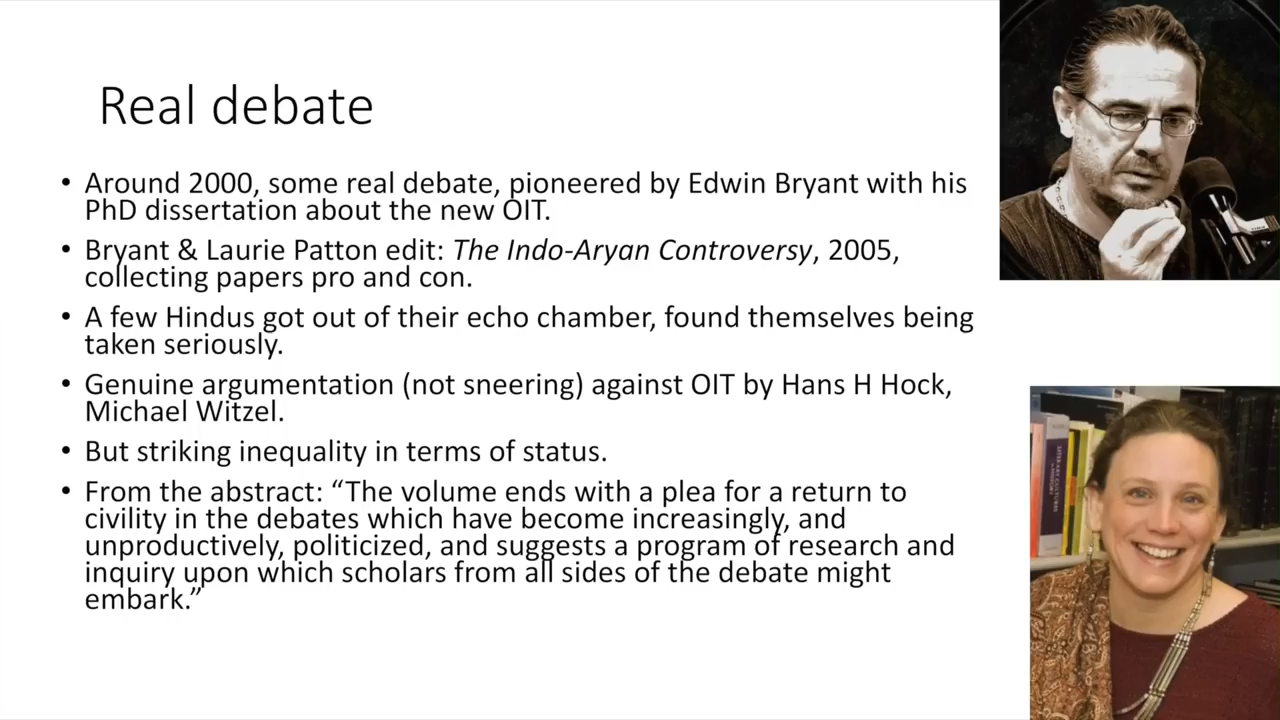 Real debate
• Around 2000, some real debate, pioneered by Edwin Bryant with his
PhD dissertation about the new OIT.
• Bryant & Laurie Patton edit: The Indo-Aryan Controversy, 2005,
collecting papers pro and con.
• A few Hindus got out of their echo chamber, found themselves being
taken seriously.
• Genuine argumentation (not sneering) against OIT by Hans H Hock,
Michael Witzel.
• But striking inequality in terms of status.
• From the abstract: “The volume ends with a plea for a return to
civility in the debates which have become increasingly, and
unproductively, politicized, and suggests a program of research and
inquiry upon which scholars from all sides of the debate might
embark.”